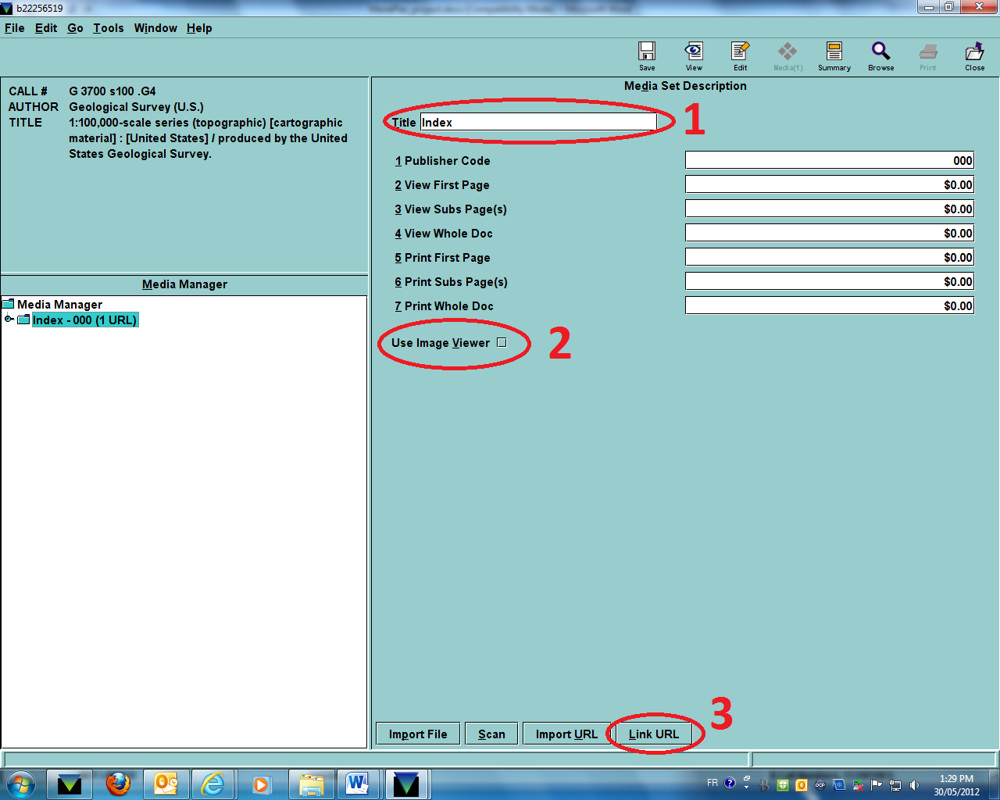 b22256519
File Edit Go Tools Window Help
Save View Edit Media(1) Summary Browse Print Close
CALL # G 3700 s100 .G4
AUTHOR Geological Survey (U.S.)
TITLE 1:100,000-scale series (topographic) [cartographic
material] : [United States] / produced by the United
States Geological Survey.
Media Manager
Media Manager
Index - 000 (1 URL)
Media Set Description
Title Index
1
1 Publisher Code 000
2 View First Page $0.00
3 View Subs Page(s) $0.00
4 View Whole Doc $0.00
5 Print First Page $0.00
6 Print Subs Page(s) $0.00
7 Print Whole Doc $0.00
Use Image Viewer
2
3
Import File Scan Import URL Link URL
FR
1:29 PM
30/05/2012